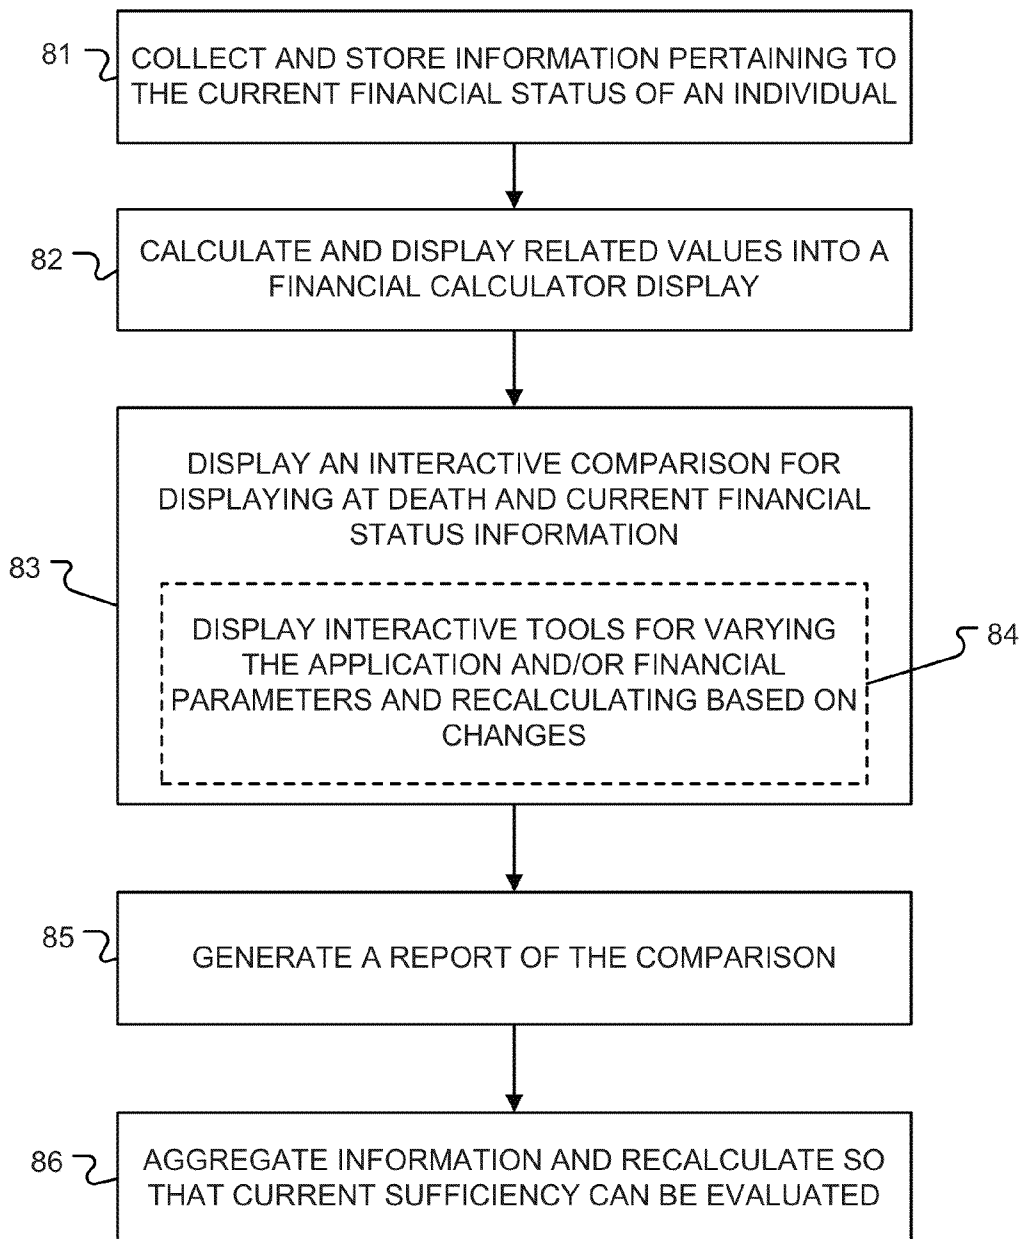 81
COLLECT AND STORE INFORMATION PERTAINING TO
THE CURRENT FINANCIAL STATUS OF AN INDIVIDUAL
82
CALCULATE AND DISPLAY RELATED VALUES INTO A
FINANCIAL CALCULATOR DISPLAY
83
DISPLAY AN INTERACTIVE COMPARISON FOR
DISPLAYING AT DEATH AND CURRENT FINANCIAL
STATUS INFORMATION
84
DISPLAY INTERACTIVE TOOLS FOR VARYING
THE APPLICATION AND/OR FINANCIAL
PARAMETERS AND RECALCULATING BASED ON
CHANGES
85
GENERATE A REPORT OF THE COMPARISON
86
AGGREGATE INFORMATION AND RECALCULATE SO
THAT CURRENT SUFFICIENCY CAN BE EVALUATED